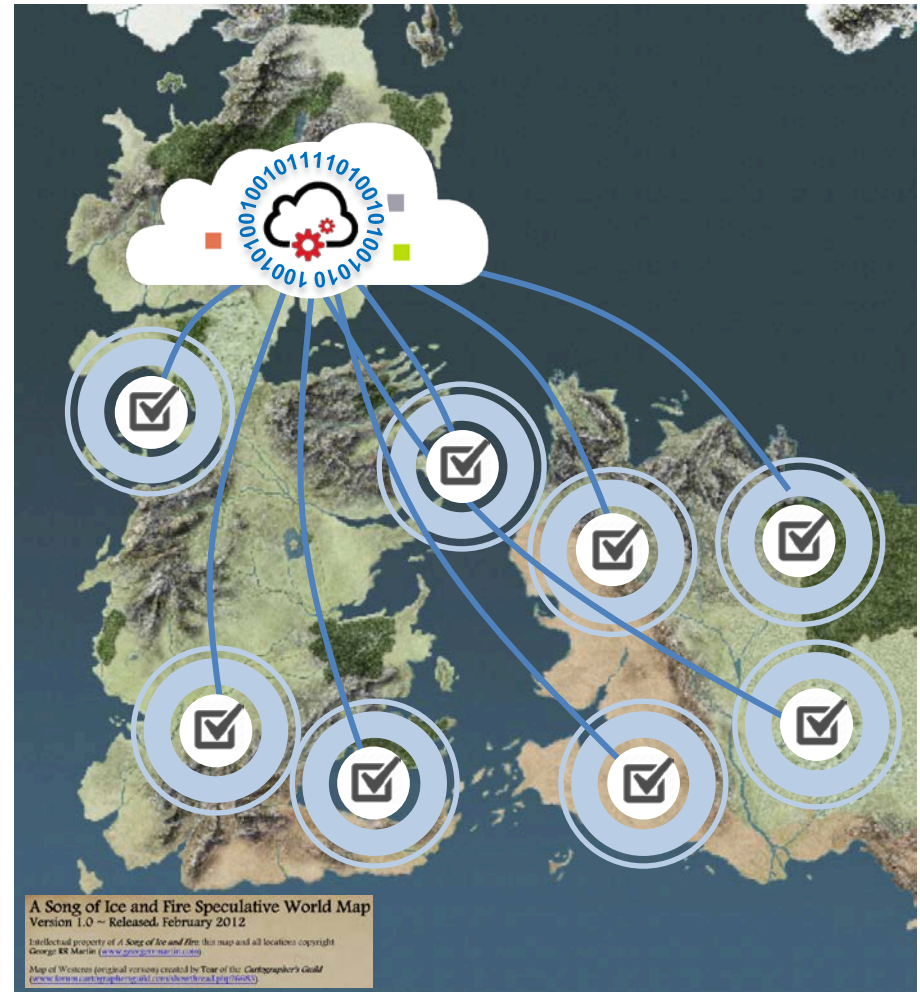 A Song of Ice and Fire Speculative World Map
Version 1.0 ~ Released, February 2012
Intellectual property of A Song of Ice and Fire, this map and all locations copyright
George RR Martin (www.georgerrmartin.com).
Map of Westeros (original version) created by Tear of the Cartographer's Guild